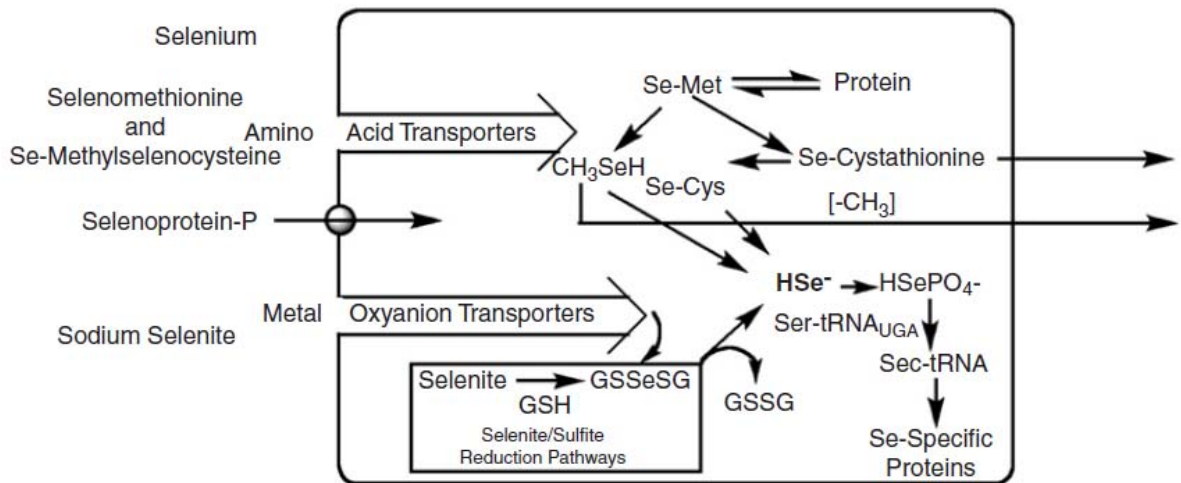 Selenium
Selenomethionine
and
Se-Methylselenocysteine
Amino Acid Transporters
Se-Met
Protein
CH₃SeH
Se-Cystathionine
Se-Cys
[-CH₃]
Selenoprotein-P
HSe⁻
HSePO₄-
Metal Oxyanion Transporters
Sodium Selenite
Ser-tRNA_UGA
Sec-tRNA
Selenite
GSSeSG
GSH
GSSG
Selenite/Sulfite
Reduction Pathways
Se-Specific
Proteins